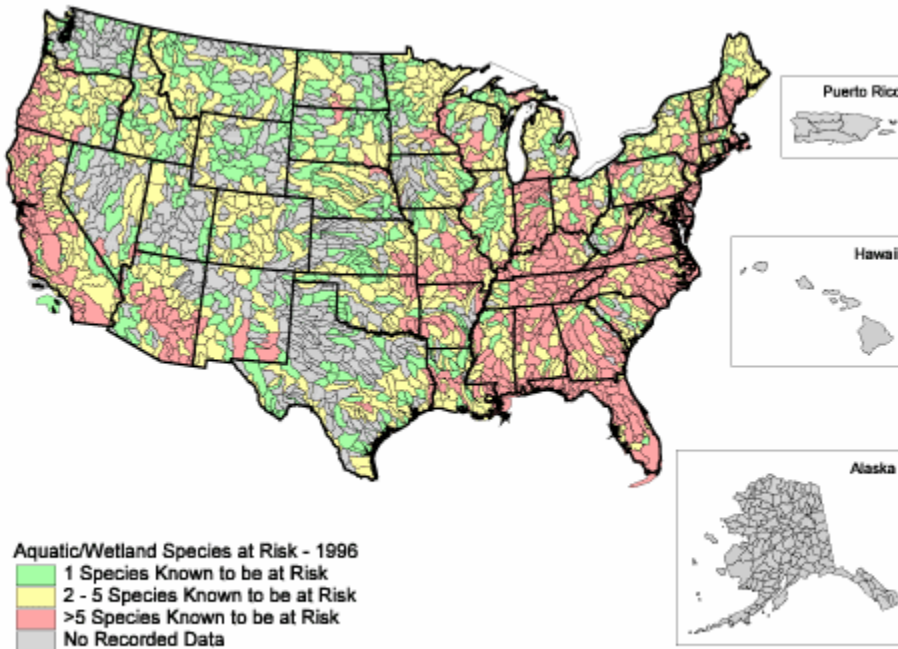 Puerto Rico
Hawaii
Alaska
Aquatic/Wetland Species at Risk - 1996
1 Species Known to be at Risk
2 - 5 Species Known to be at Risk
>5 Species Known to be at Risk
No Recorded Data